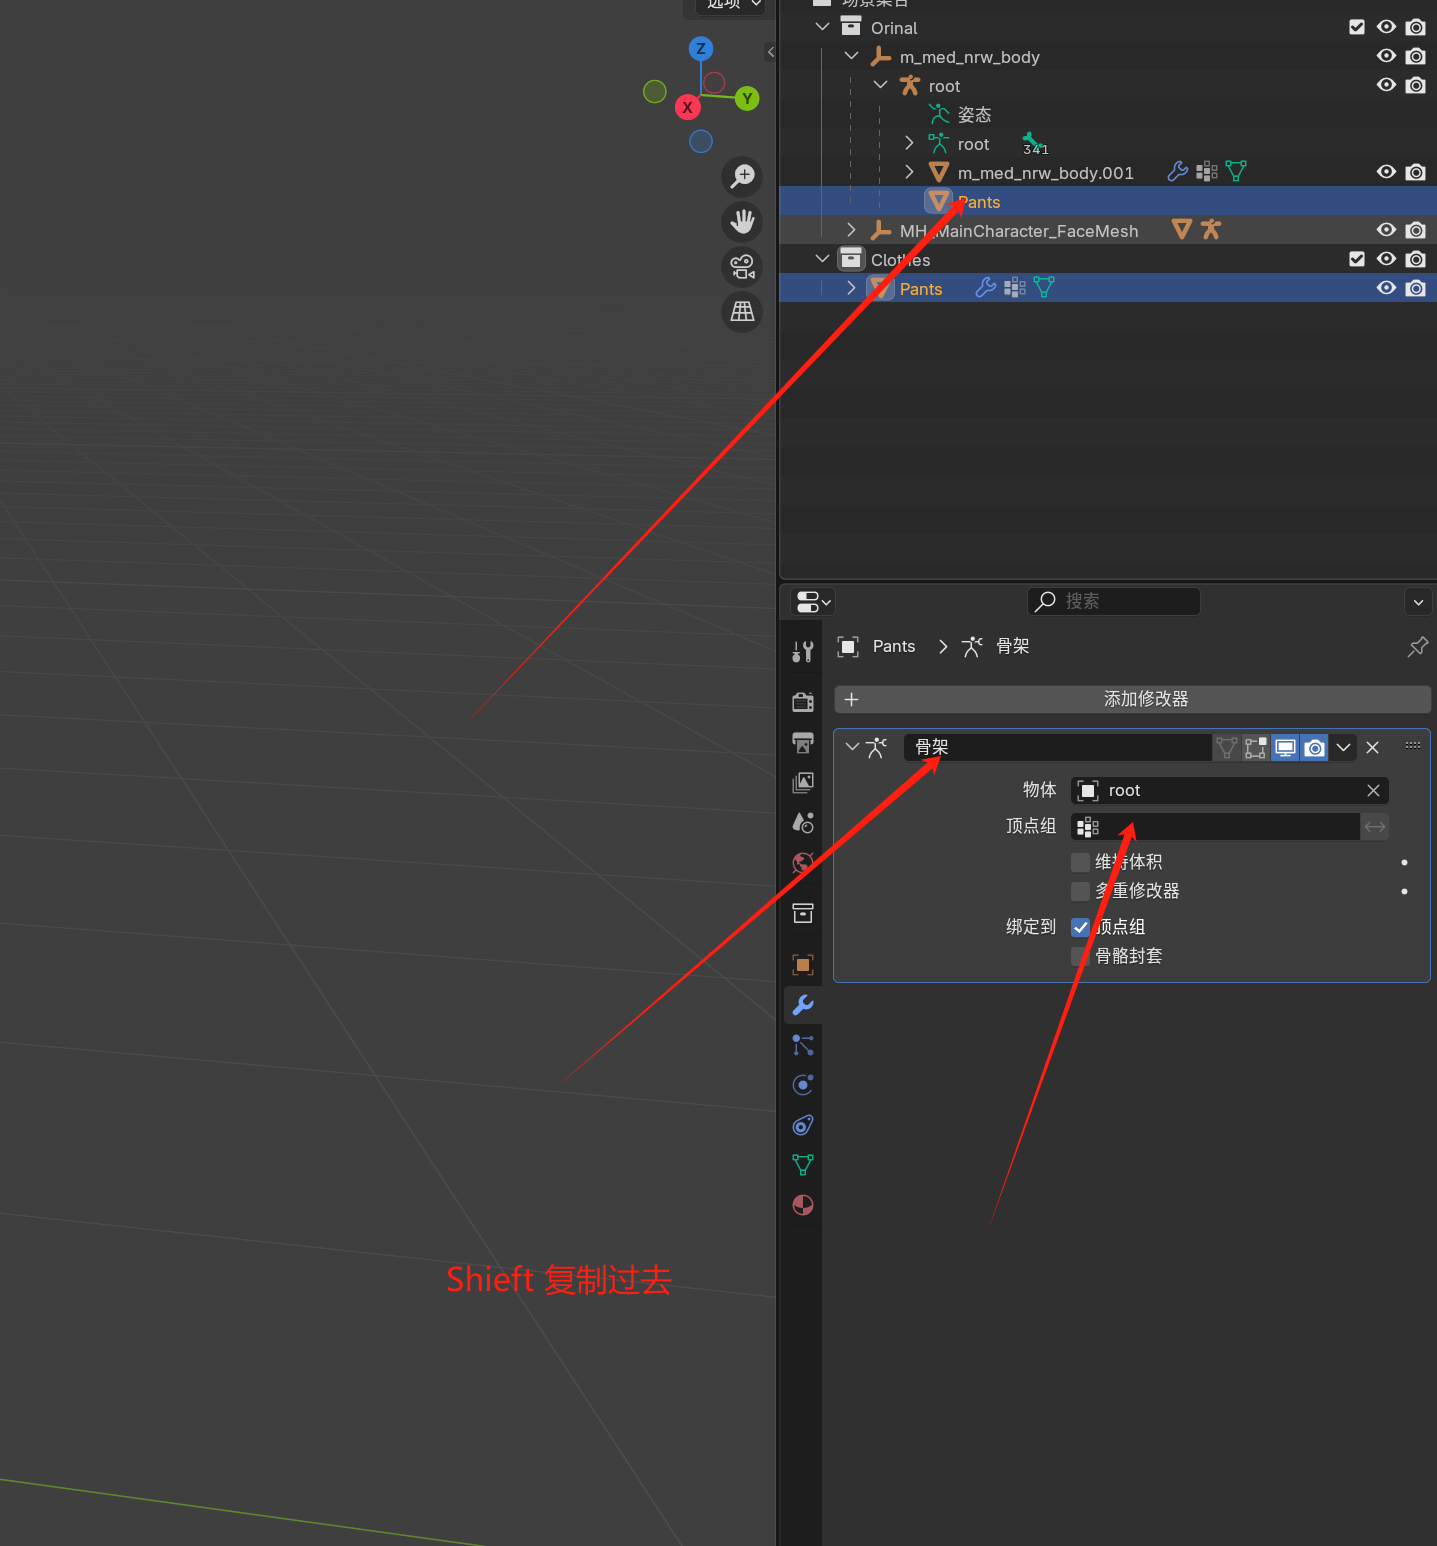 选项
场景集合
Orinal
m_med_nrw_body
root
姿态
root
341
m_med_nrw_body.001
Pants
MH_MainCharacter_FaceMesh
Clothes
Pants
Z
Y
X
搜索
Pants
骨架
添加修改器
骨架
物体
root
顶点组
维持体积
多重修改器
绑定到
顶点组
骨骼封套
Shieft 复制过去